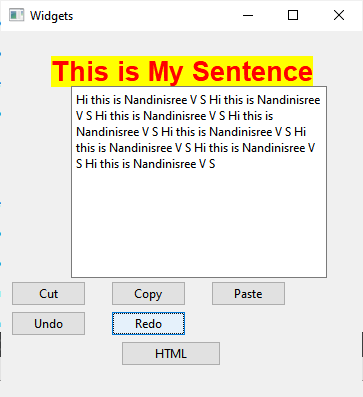 Widgets
This is My Sentence
Hi this is Nandinisree V S Hi this is Nandinisree
V S Hi this is Nandinisree V S Hi this is
Nandinisree V S Hi this is Nandinisree V S Hi
this is Nandinisree V S Hi this is Nandinisree V
S Hi this is Nandinisree V S
Cut Copy Paste
Undo Redo
HTML